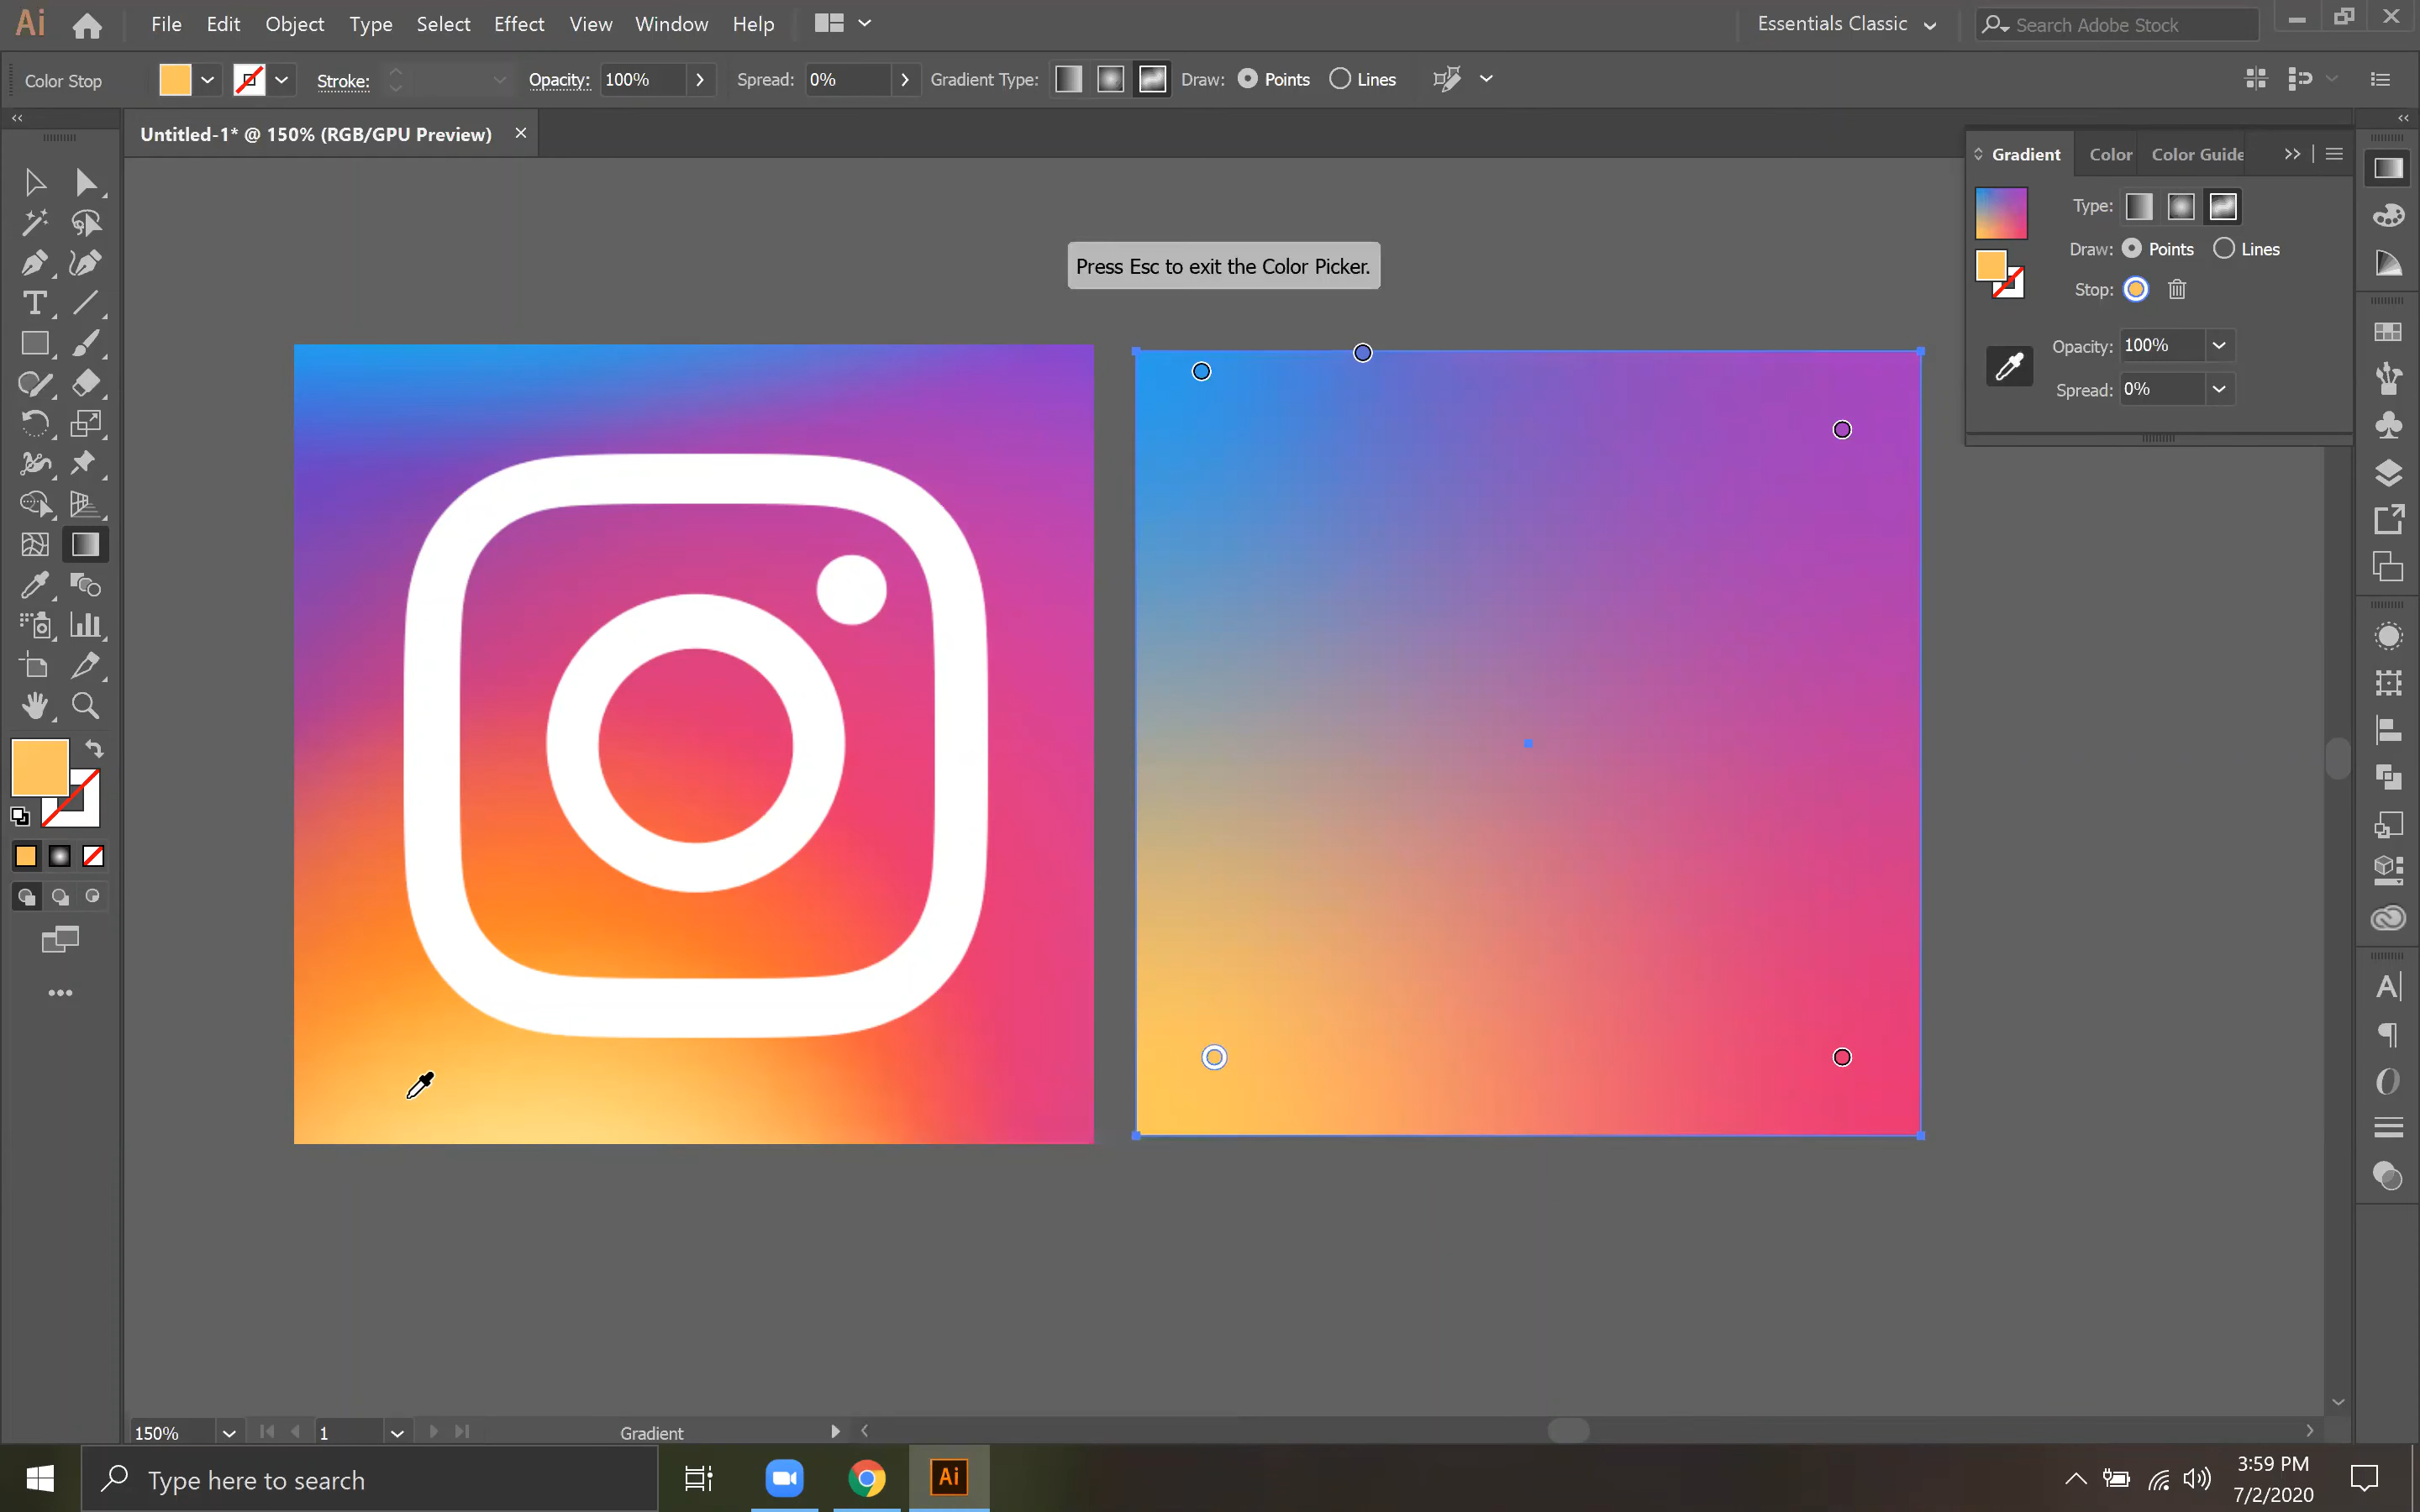 Ai File Edit Object Type Select Effect View Window Help Essentials Classic Search Adobe Stock
Color Stop Stroke: Opacity: 100% Spread: 0% Gradient Type: Draw: Points Lines
Untitled-1* @ 150% (RGB/GPU Preview)
Gradient Color Color Guide
Type:
Draw: Points Lines
Stop:
Opacity: 100%
Spread: 0%
Press Esc to exit the Color Picker.
150% 1 Gradient
Type here to search
Ai
3:59 PM
7/2/2020